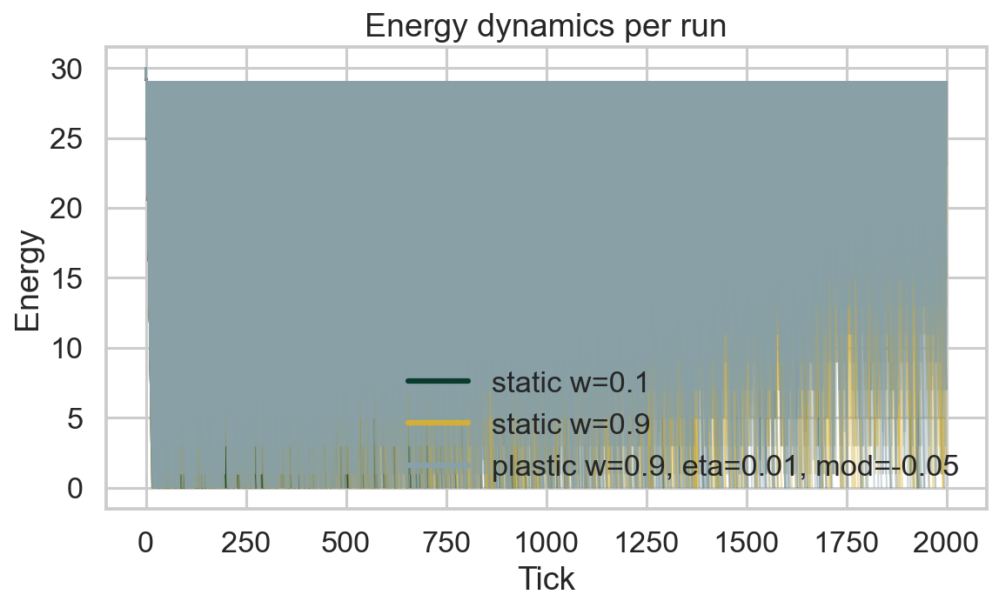 Energy dynamics per run
30
25
20
15
10
5
0
Energy
static w=0.1
static w=0.9
plastic w=0.9, eta=0.01, mod=-0.05
0 250 500 750 1000 1250 1500 1750 2000
Tick